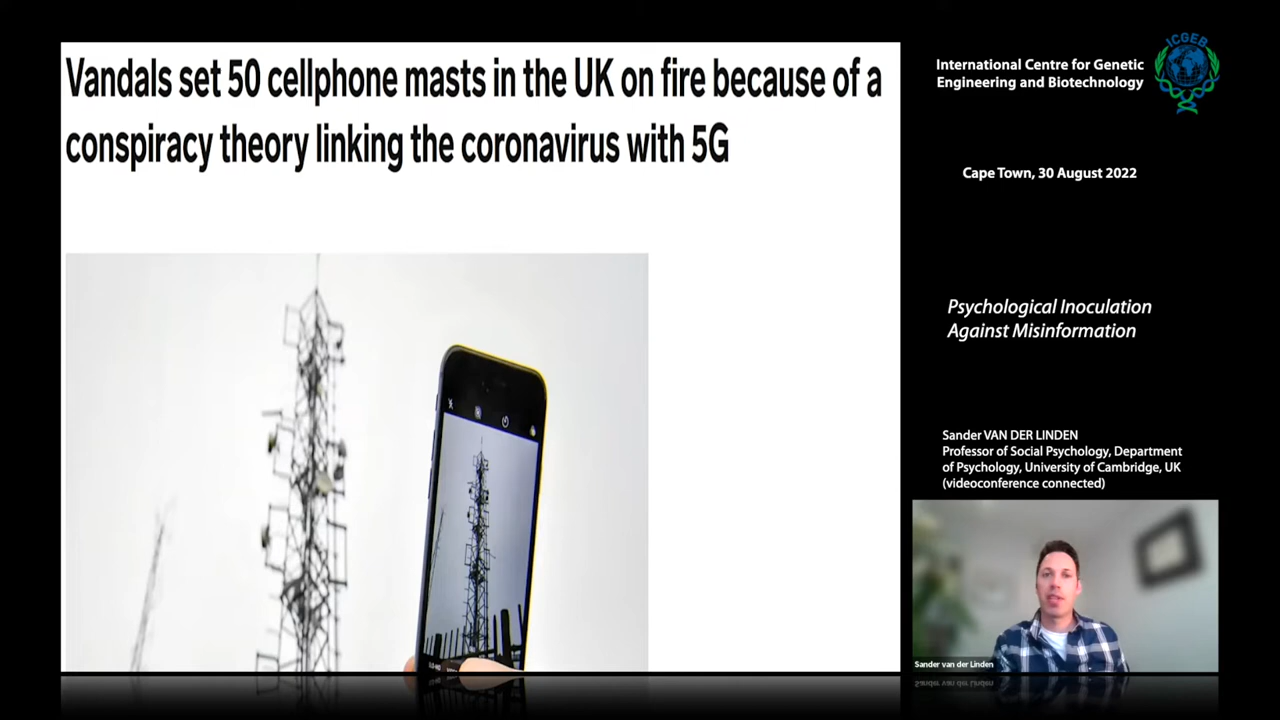 Vandals set 50 cellphone masts in the UK on fire because of a
conspiracy theory linking the coronavirus with 5G
International Centre for Genetic
Engineering and Biotechnology
ICGEB
Cape Town, 30 August 2022
Psychological Inoculation
Against Misinformation
Sander VAN DER LINDEN
Professor of Social Psychology, Department
of Psychology, University of Cambridge, UK
(videoconference connected)
Sander van der Linden